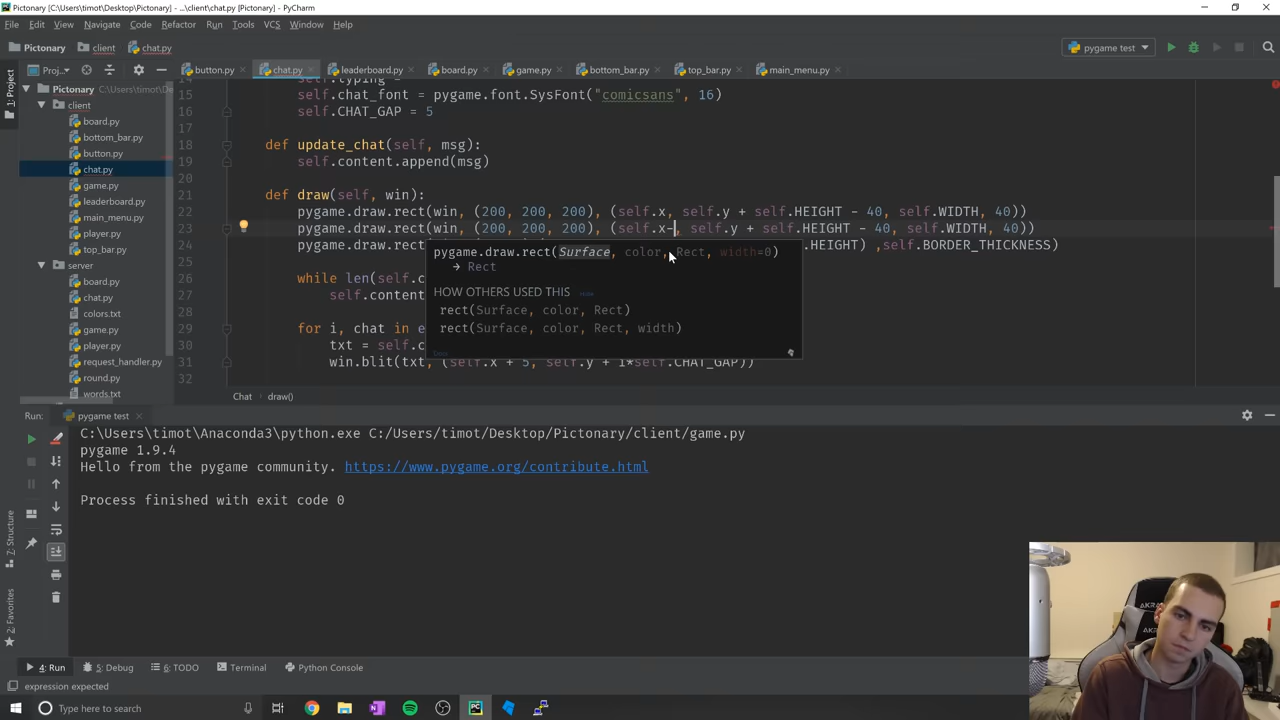 Pictonary [C:\Users\timot\Desktop\Pictonary] - ...\client\chat.py [Pictonary] - PyCharm
File Edit View Navigate Code Refactor Run Tools VCS Window Help
Pictonary client chat.py pygame test
Proj... button.py chat.py leaderboard.py board.py game.py bottom_bar.py top_bar.py main_menu.py
1: Project
Pictonary C:\Users\t
client
board.py
bottom_bar.py
button.py
chat.py
game.py
leaderboard.py
main_menu.py
player.py
top_bar.py
server
board.py
chat.py
colors.txt
game.py
player.py
request_handler.py
round.py
words.txt
15 self.chat_font = pygame.font.SysFont("comicsans", 16)
16 self.CHAT_GAP = 5
17
18 def update_chat(self, msg):
19 self.content.append(msg)
20
21 def draw(self, win):
22 pygame.draw.rect(win, (200, 200, 200), (self.x, self.y + self.HEIGHT - 40, self.WIDTH, 40))
23 pygame.draw.rect(win, (200, 200, 200), (self.x-, self.y + self.HEIGHT - 40, self.WIDTH, 40))
24 pygame.draw.rect .HEIGHT) ,self.BORDER_THICKNESS)
25
26 while len(self.c
27 self.content
28
29 for i, chat in e
30 txt = self.c
31 win.blit(txt, (self.x + 5, self.y + i*self.CHAT_GAP))
32
pygame.draw.rect(Surface, color, Rect, width=0)
→ Rect
HOW OTHERS USED THIS
rect(Surface, color, Rect)
rect(Surface, color, Rect, width)
Chat draw()
Run: pygame test
C:\Users\timot\Anaconda3\python.exe C:/Users/timot/Desktop/Pictonary/client/game.py
pygame 1.9.4
Hello from the pygame community. https://www.pygame.org/contribute.html
Process finished with exit code 0
7: Structure
2: Favorites
AKRA
4: Run 5: Debug 6: TODO Terminal Python Console
expression expected
Type here to search